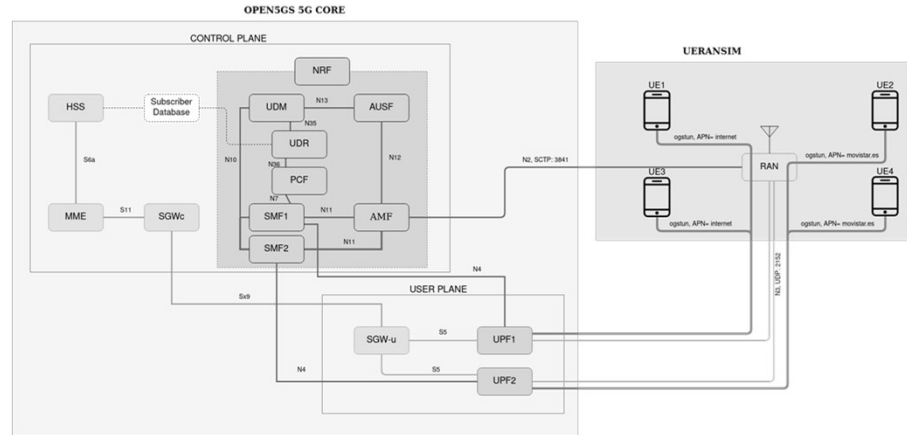 OPEN5GS 5G CORE
CONTROL PLANE
NRF
HSS
Subscriber
Database
UDM
N13
AUSF
N35
UDR
S6a
N10
N36
N12
PCF
N7
MME
S11
SGWc
SMF1
N11
AMF
SMF2
N11
N2, SCTP: 3841
N4
Sx9
USER PLANE
SGW-u
S5
UPF1
N4
S5
UPF2
UERANSIM
UE1
UE2
ogstun, APN= internet
RAN
ogstun, APN= movistar.es
UE3
UE4
ogstun, APN= internet
ogstun, APN= movistar.es
N3, UDP: 2152